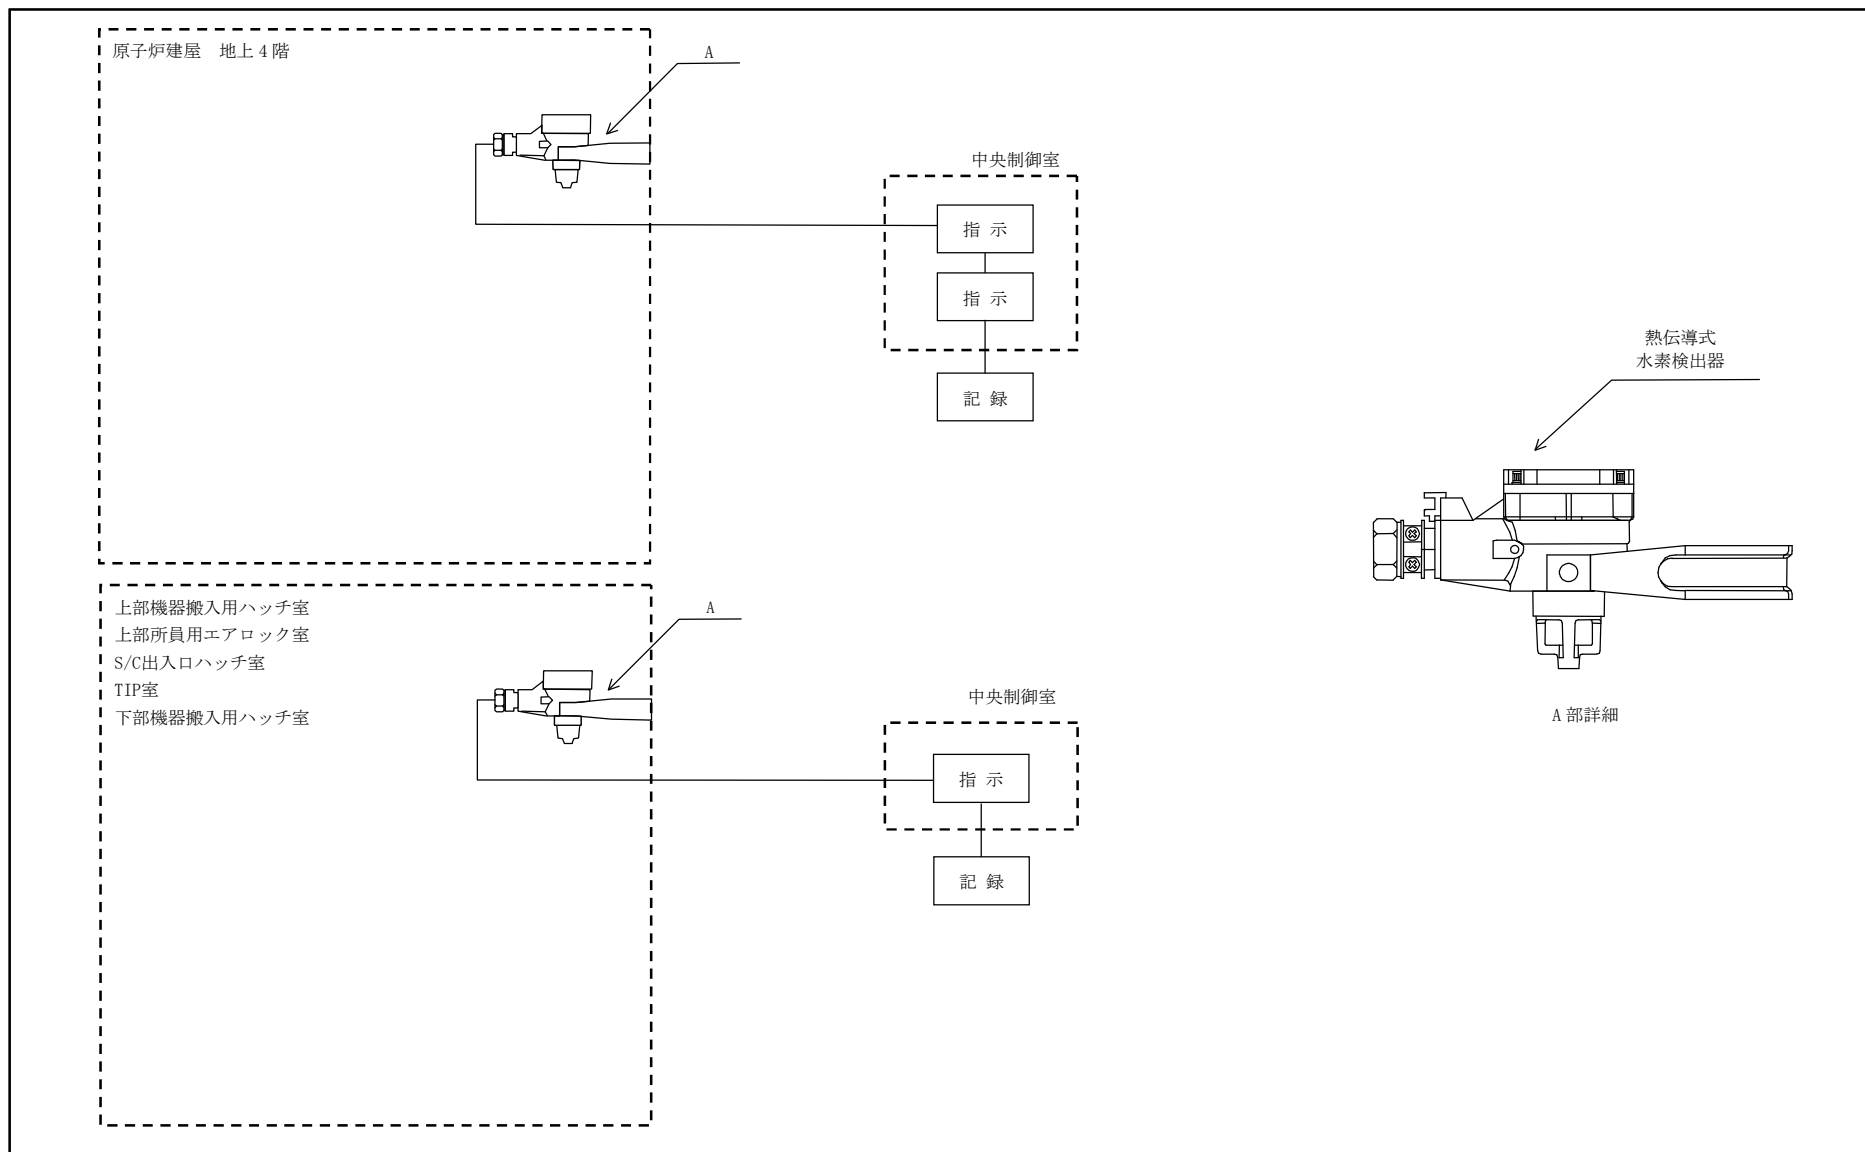 原子炉建屋　地上4階
A
中央制御室
指 示
指 示
記 録
熱伝導式
水素検出器
A 部詳細
上部機器搬入用ハッチ室
上部所員用エアロック室
S/C出入口ハッチ室
TIP室
下部機器搬入用ハッチ室
A
中央制御室
指 示
記 録